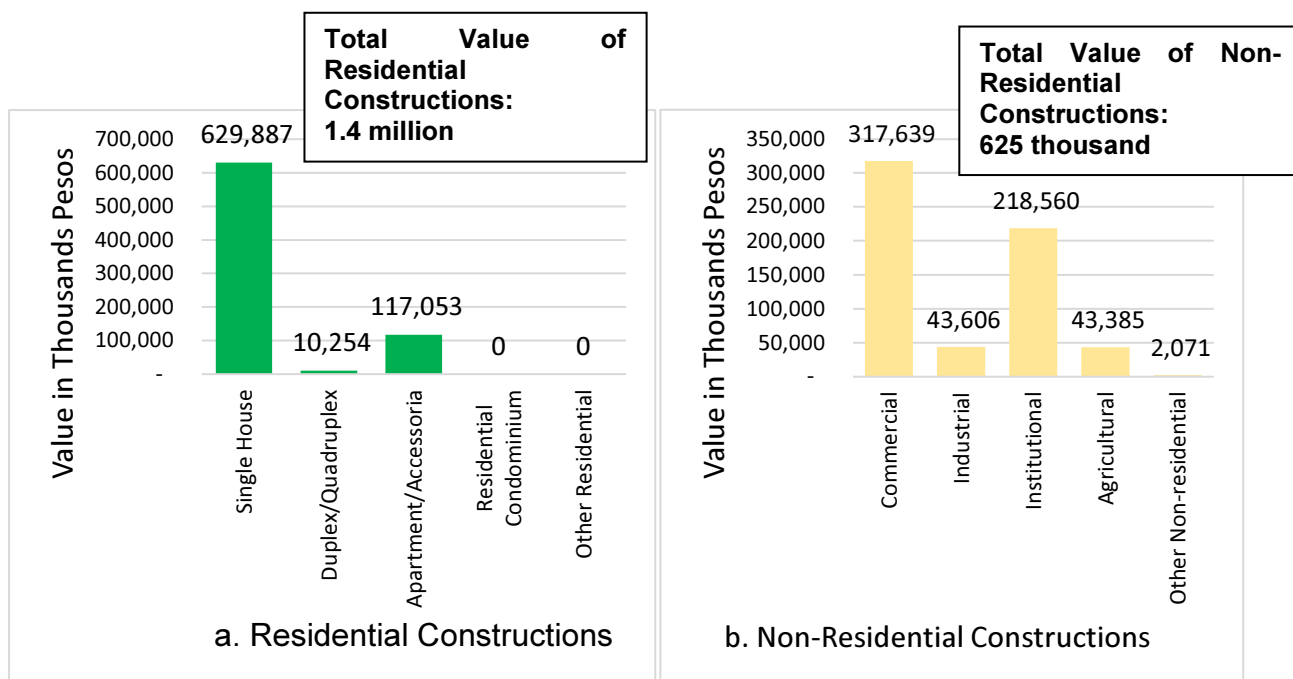 Total Value of
Residential
Constructions:
1.4 million
Value in Thousands Pesos
700,000
600,000
500,000
400,000
300,000
200,000
100,000
-
629,887
10,254
117,053
0
0
Single House
Duplex/Quadruplex
Apartment/Accessoria
Residential
Condominium
Other Residential
a. Residential Constructions
Total Value of Non-
Residential
Constructions:
625 thousand
Value in Thousands Pesos
350,000
300,000
250,000
200,000
150,000
100,000
50,000
-
317,639
43,606
218,560
43,385
2,071
Commercial
Industrial
Institutional
Agricultural
Other Non-residential
b. Non-Residential Constructions